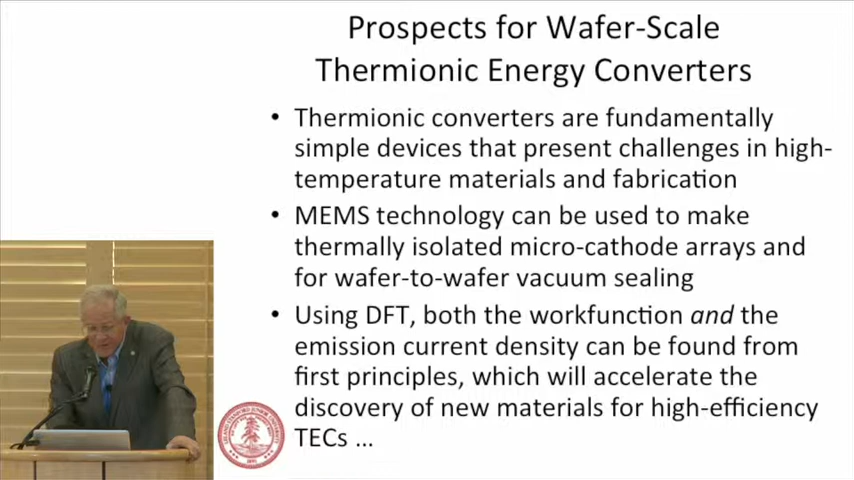 Prospects for Wafer-Scale
Thermionic Energy Converters
• Thermionic converters are fundamentally
simple devices that present challenges in high-
temperature materials and fabrication
• MEMS technology can be used to make
thermally isolated micro-cathode arrays and
for wafer-to-wafer vacuum sealing
• Using DFT, both the workfunction and the
emission current density can be found from
first principles, which will accelerate the
discovery of new materials for high-efficiency
TECs ...